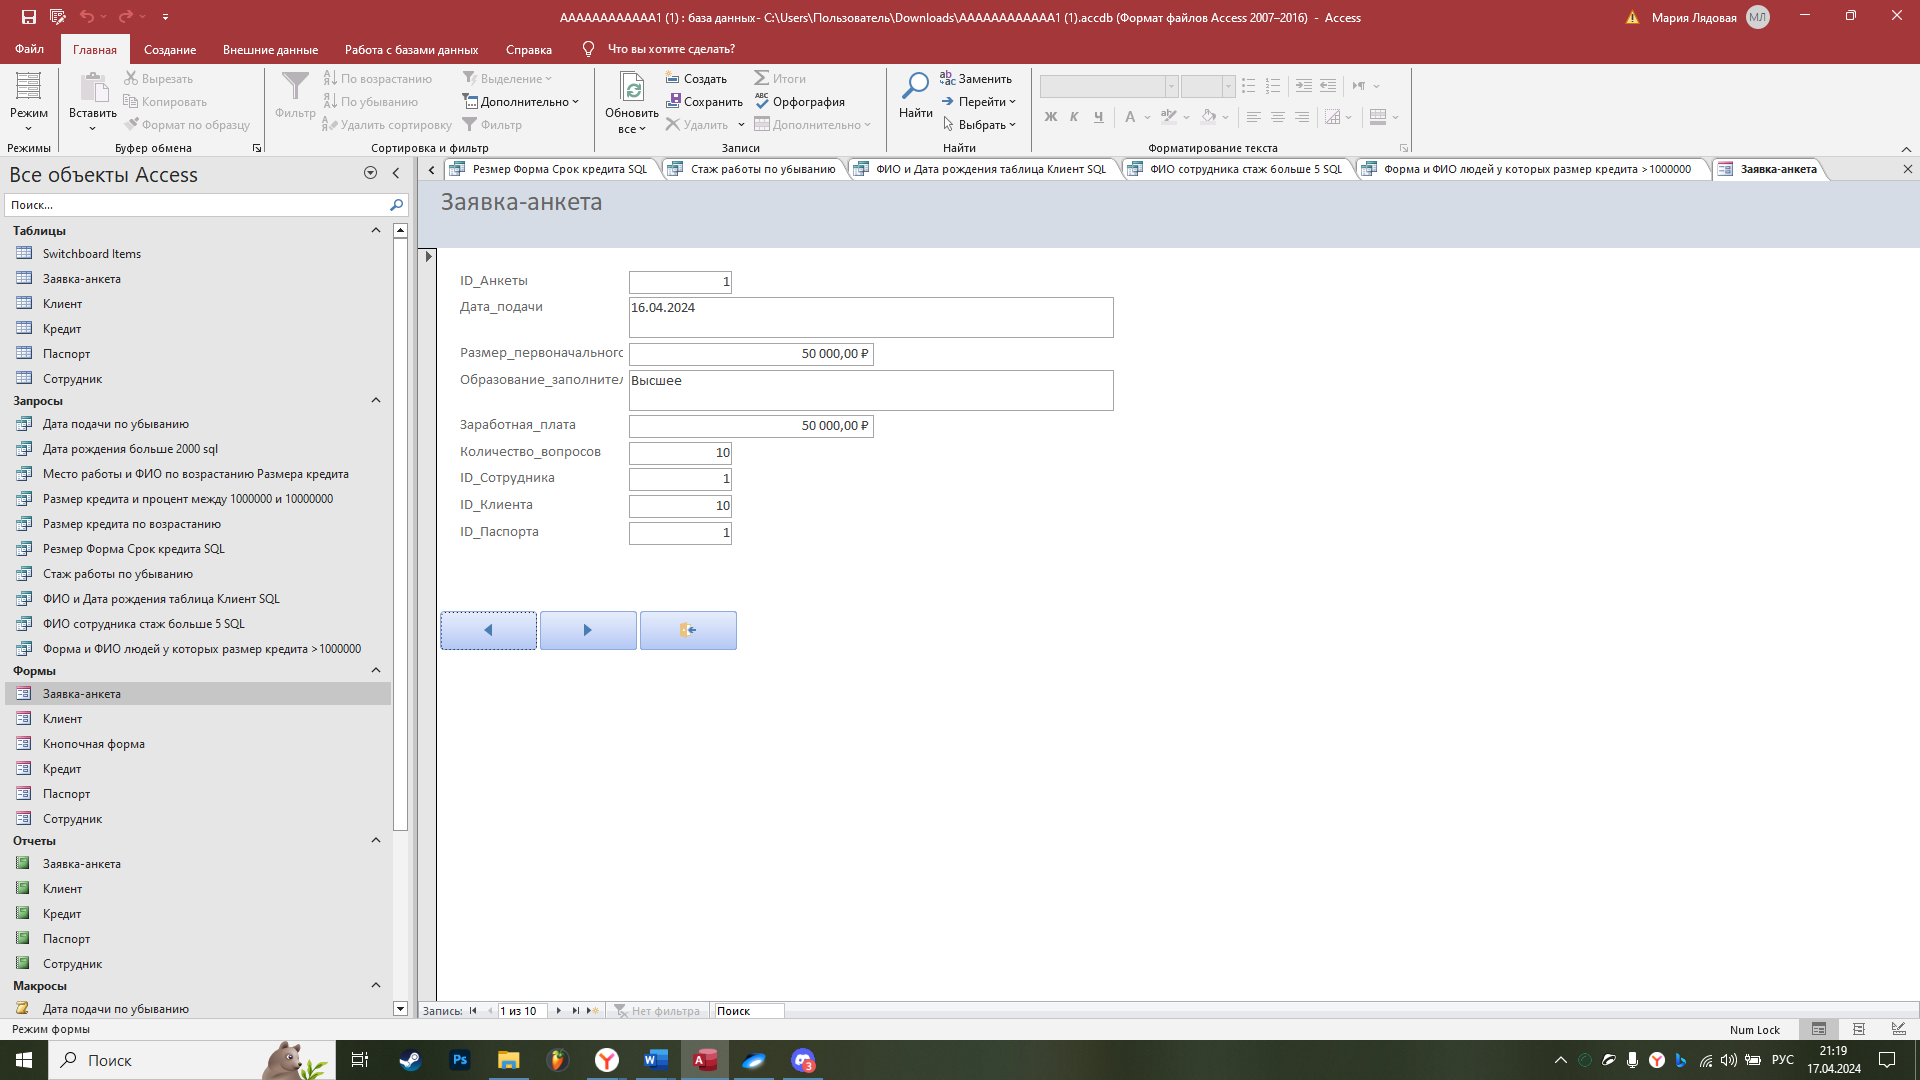 АААААААААААА1 (1) : база данных- C:\Users\Пользователь\Downloads\АААААААААААА1 (1).accdb (Формат файлов Access 2007–2016) - Access
Мария Лядовая
МЛ
Файл
Главная
Создание
Внешние данные
Работа с базами данных
Справка
Что вы хотите сделать?
Режим
Режимы
Вставить
Вырезать
Копировать
Формат по образцу
Буфер обмена
Фильтр
По возрастанию
По убыванию
Удалить сортировку
Выделение
Дополнительно
Фильтр
Сортировка и фильтр
Обновить
все
Создать
Сохранить
Удалить
Итоги
Орфография
Дополнительно
Записи
Найти
Заменить
Перейти
Выбрать
Найти
Ж К Ч
Форматирование текста
Все объекты Access
Поиск...
Таблицы
Switchboard Items
Заявка-анкета
Клиент
Кредит
Паспорт
Сотрудник
Запросы
Дата подачи по убыванию
Дата рождения больше 2000 sql
Место работы и ФИО по возрастанию Размера кредита
Размер кредита и процент между 1000000 и 10000000
Размер кредита по возрастанию
Резмер Форма Срок кредита SQL
Стаж работы по убыванию
ФИО и Дата рождения таблица Клиент SQL
ФИО сотрудника стаж больше 5 SQL
Форма и ФИО людей у которых размер кредита >1000000
Формы
Заявка-анкета
Клиент
Кнопочная форма
Кредит
Паспорт
Сотрудник
Отчеты
Заявка-анкета
Клиент
Кредит
Паспорт
Сотрудник
Макросы
Дата подачи по убыванию
Резмер Форма Срок кредита SQL
Стаж работы по убыванию
ФИО и Дата рождения таблица Клиент SQL
ФИО сотрудника стаж больше 5 SQL
Форма и ФИО людей у которых размер кредита >1000000
Заявка-анкета
Заявка-анкета
ID_Анкеты 1
Дата_подачи 16.04.2024
Размер_первоначального 50 000,00 ₽
Образование_заполнител Высшее
Заработная_плата 50 000,00 ₽
Количество_вопросов 10
ID_Сотрудника 1
ID_Клиента 10
ID_Паспорта 1
Запись: 1 из 10 Нет фильтра Поиск
Режим формы
Num Lock
Поиск
Ps
3
РУС
21:19
17.04.2024